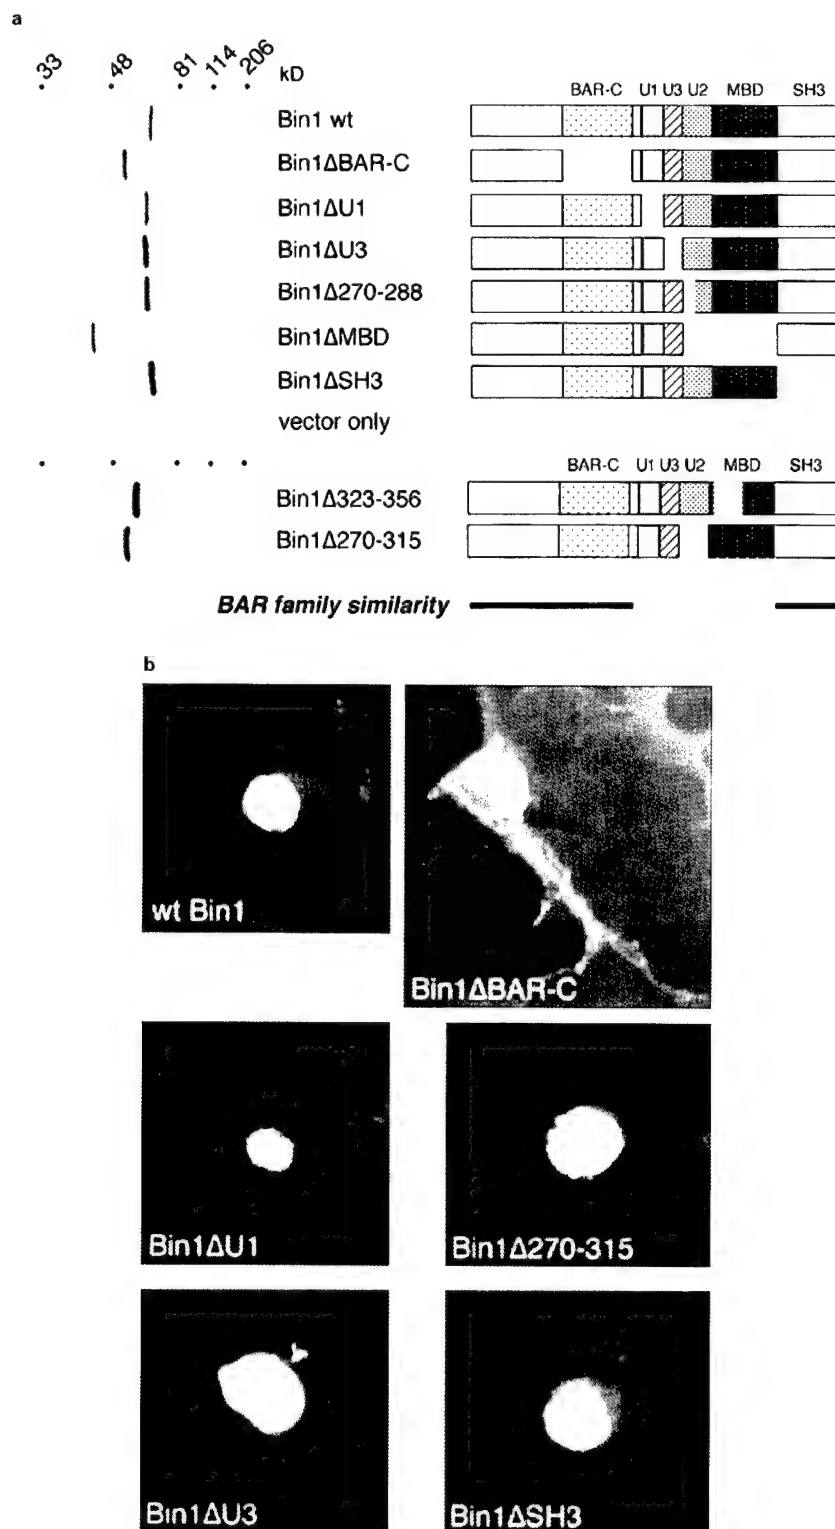 a
33 48 81 114 206 kD
BAR-C U1 U3 U2 MBD SH3
Bin1 wt
Bin1ΔBAR-C
Bin1ΔU1
Bin1ΔU3
Bin1Δ270-288
Bin1ΔMBD
Bin1ΔSH3
vector only
BAR-C U1 U3 U2 MBD SH3
Bin1Δ323-356
Bin1Δ270-315
BAR family similarity
b
wt Bin1
Bin1ΔBAR-C
Bin1ΔU1
Bin1Δ270-315
Bin1ΔU3
Bin1ΔSH3